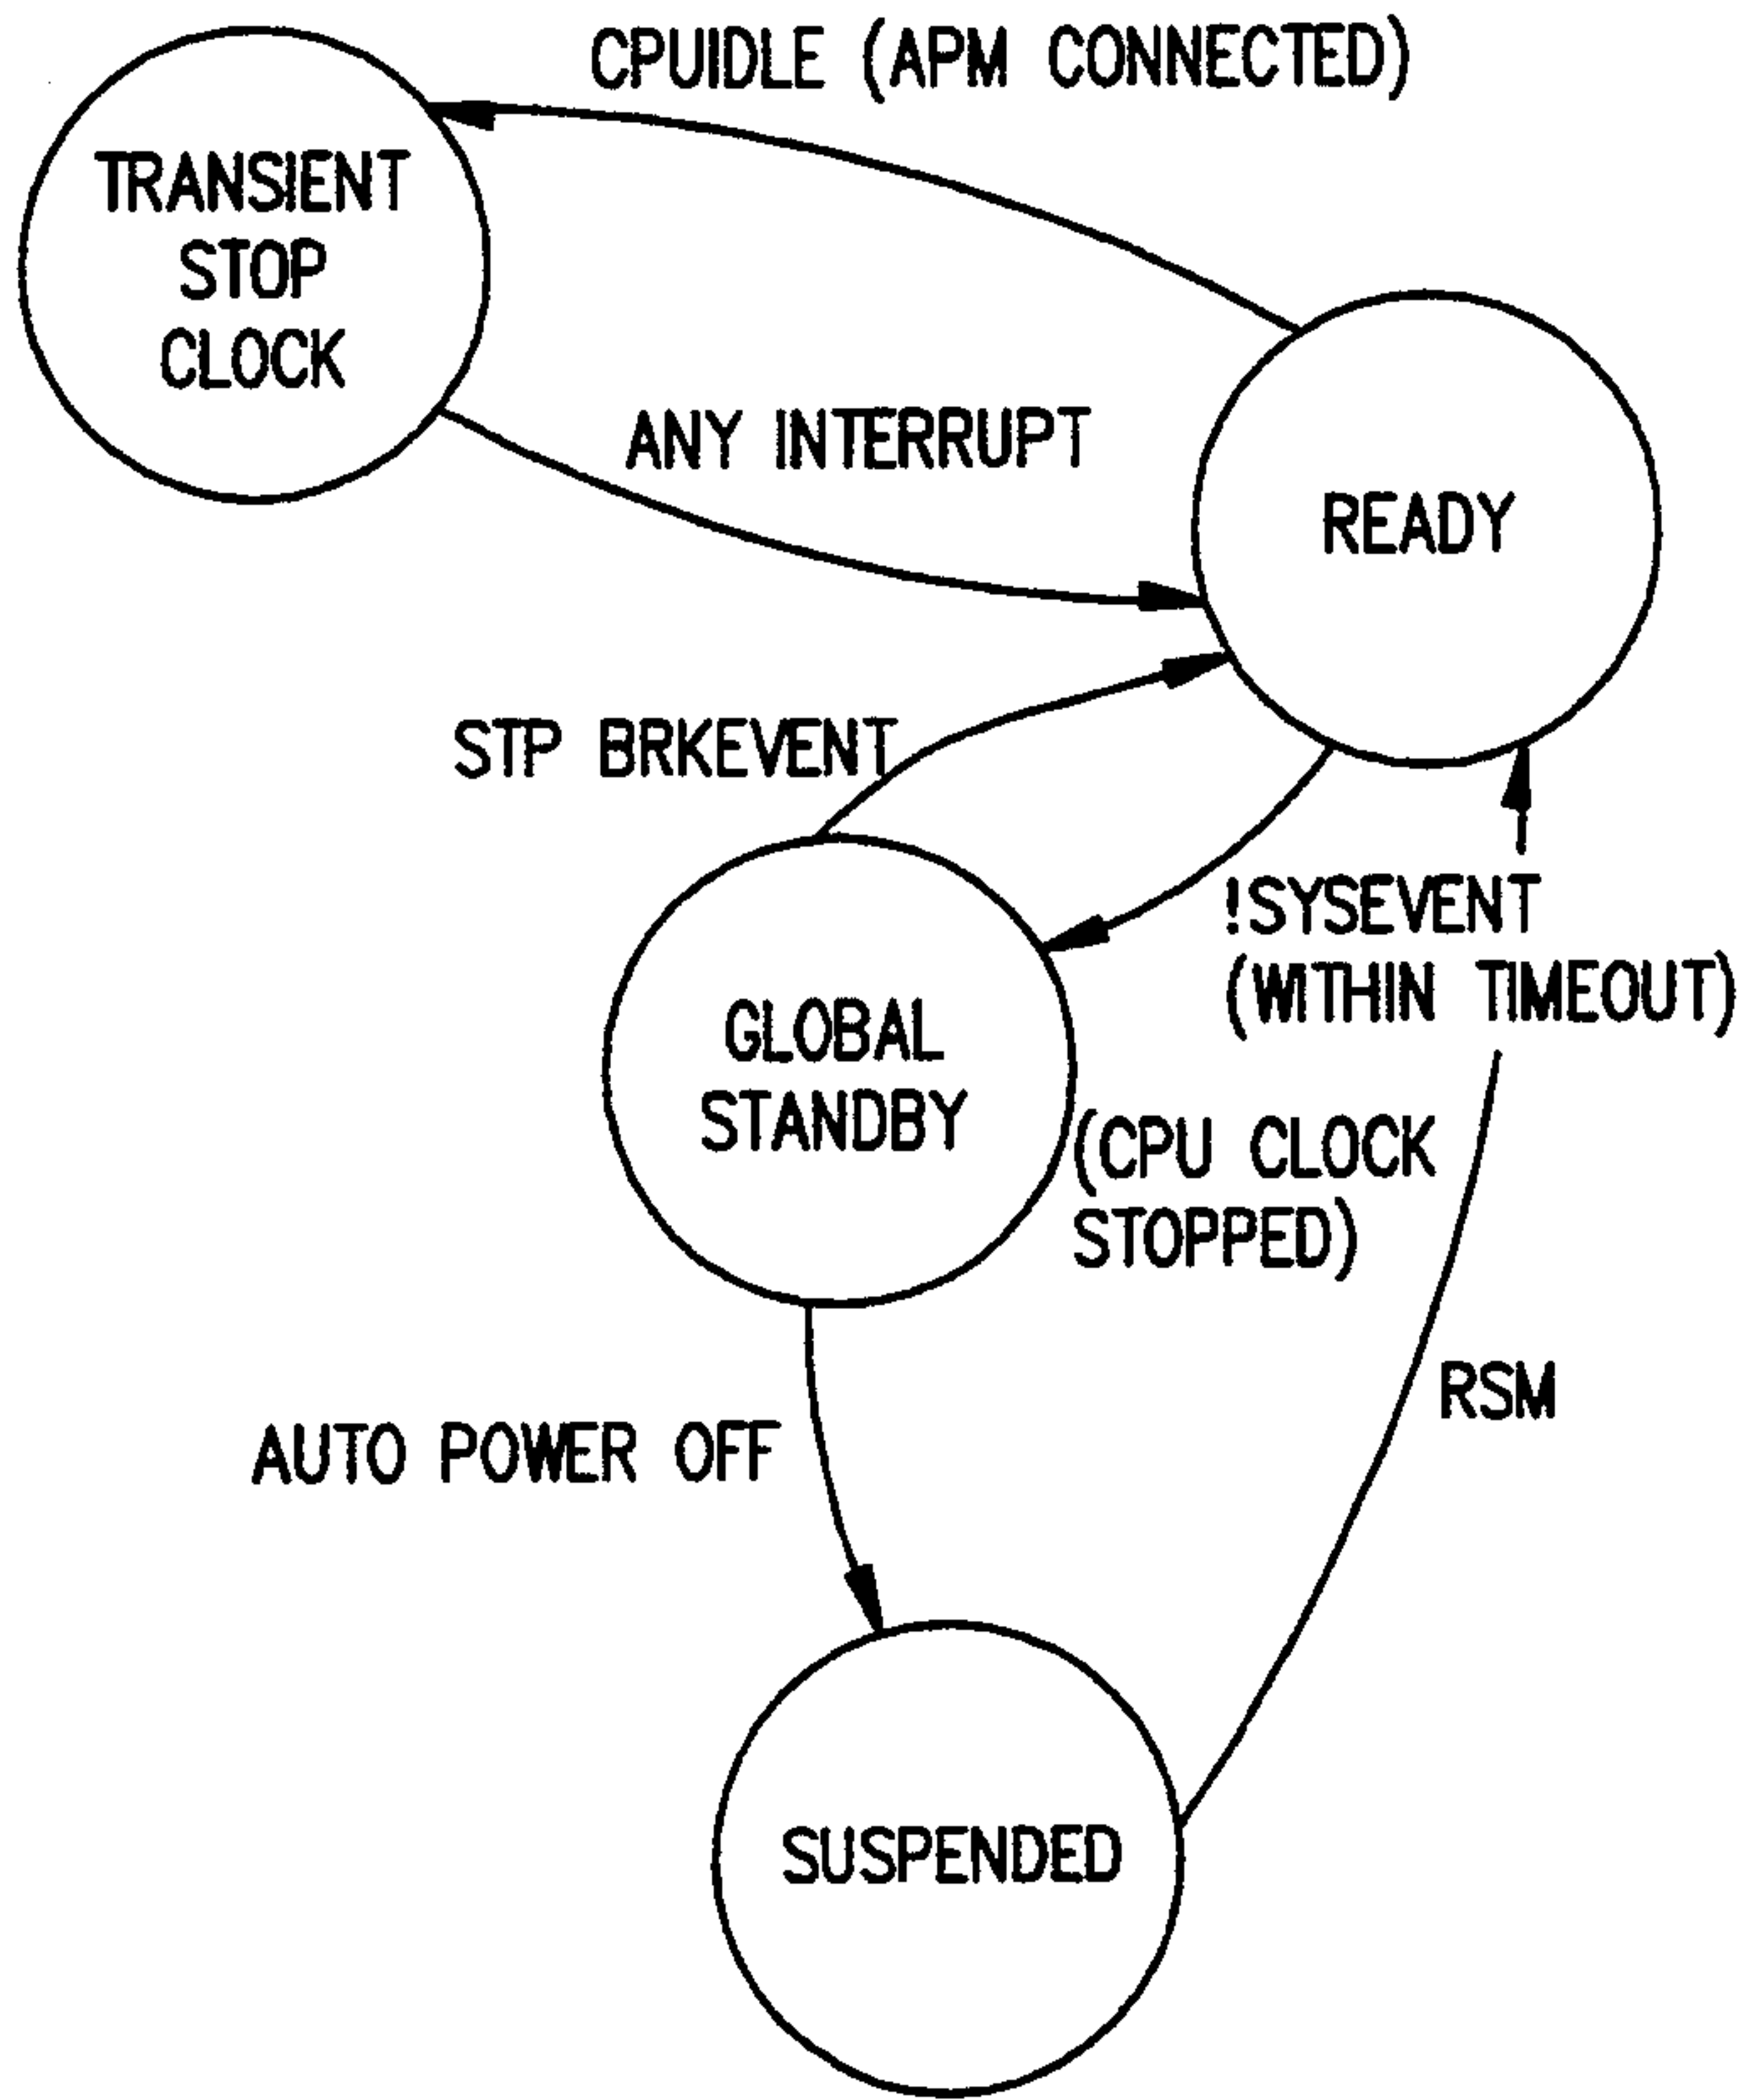 CPUIDLE (APM CONNECTED)
TRANSIENT
STOP
CLOCK
ANY INTERRUPT
READY
STP BRKEVENT
!SYSEVENT
(WITHIN TIMEOUT)
GLOBAL
STANDBY
(CPU CLOCK
STOPPED)
RSM
AUTO POWER OFF
SUSPENDED